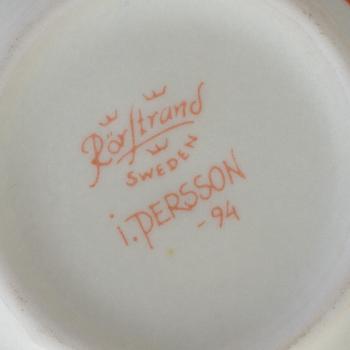 Rörstrand
SWEDEN
i. PERSSON
-94